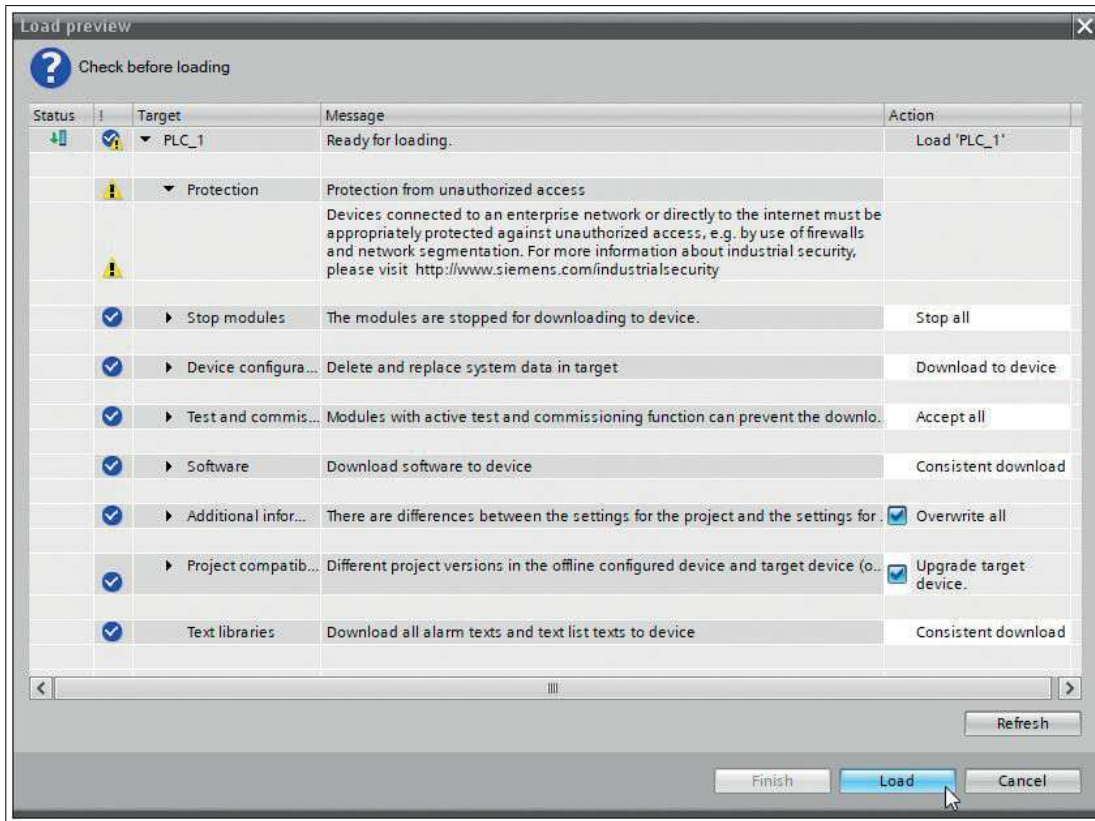 Load preview
Check before loading
Status ! Target Message Action
PLC_1 Ready for loading. Load 'PLC_1'
Protection Protection from unauthorized access
Devices connected to an enterprise network or directly to the internet must be
appropriately protected against unauthorized access, e.g. by use of firewalls
and network segmentation. For more information about industrial security,
please visit http://www.siemens.com/industrialsecurity
Stop modules The modules are stopped for downloading to device. Stop all
Device configura... Delete and replace system data in target Download to device
Test and commis... Modules with active test and commissioning function can prevent the downlo. Accept all
Software Download software to device Consistent download
Additional infor... There are differences between the settings for the project and the settings for . Overwrite all
Project compatib... Different project versions in the offline configured device and target device (o.. Upgrade target
device.
Text libraries Download all alarm texts and text list texts to device Consistent download
Refresh
Finish Load Cancel